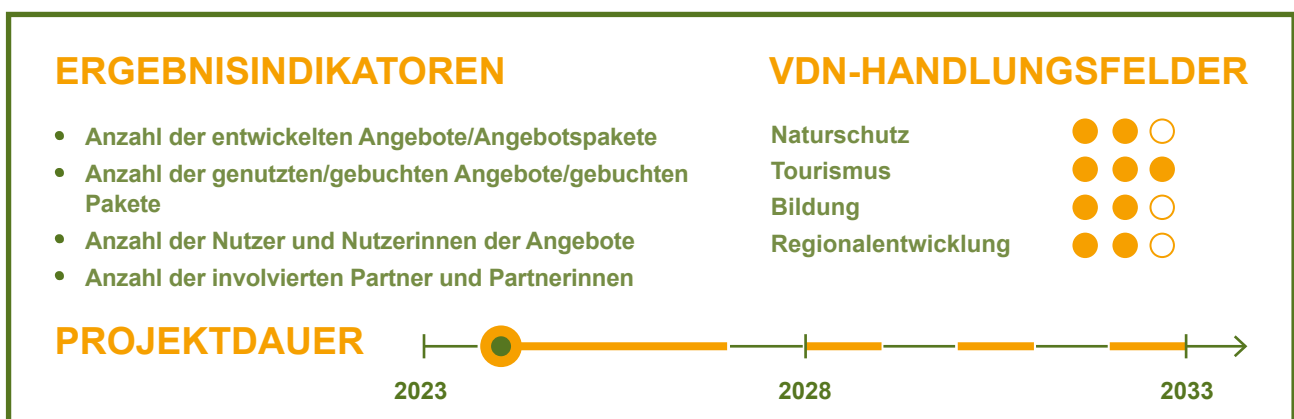 ERGEBNISINDIKATOREN
• Anzahl der entwickelten Angebote/Angebotspakete
• Anzahl der genutzten/gebuchten Angebote/gebuchten
Pakete
• Anzahl der Nutzer und Nutzerinnen der Angebote
• Anzahl der involvierten Partner und Partnerinnen
VDN-HANDLUNGSFELDER
Naturschutz
Tourismus
Bildung
Regionalentwicklung
PROJEKTDAUER
2023 2028 2033